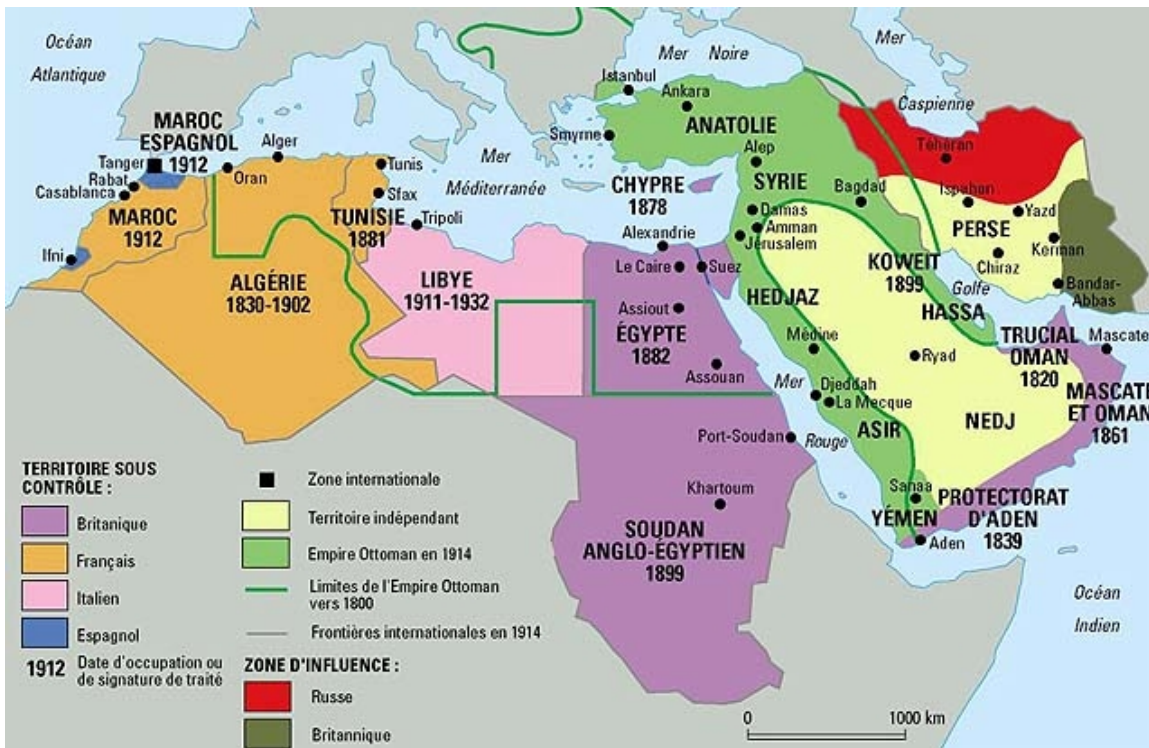 Océan
Atlantique
Mer Noire
Mer
Caspienne
Istanbul
Ankara
ANATOLIE
Smyrne
MAROC
ESPAGNOL
1912
Tanger
Rabat
Casablanca
Alger
Oran
Tunis
Sfax
Mer
Méditerranée
CHYPRE
1878
Alep
SYRIE
Bagdad
Téhéran
Ispahan
Yazd
PERSE
Kerman
Chiraz
Bandar-
Abbas
MAROC
1912
TUNISIE
1881
Tripoli
Alexandrie
Damas
Amman
Jérusalem
Ifni
ALGÉRIE
1830-1902
LIBYE
1911-1932
Le Caire
Suez
Assiout
ÉGYPTE
1882
Assouan
HEDJAZ
KOWEIT
1899
Golfe
HASSA
Médine
Ryad
TRUCIAL
OMAN
1820
Mascate
MASCATE
ET OMAN
1861
Mer
Rouge
Djeddah
La Mecque
ASIR
NEDJ
Port-Soudan
Khartoum
SOUDAN
ANGLO-ÉGYPTIEN
1899
Sanaa
YÉMEN
Aden
PROTECTORAT
D'ADEN
1839
Océan
Indien
TERRITOIRE SOUS
CONTRÔLE :
Britanique
Français
Italien
Espagnol
1912 Date d'occupation ou
de signature de traité
Zone internationale
Territoire indépendant
Empire Ottoman en 1914
Limites de l'Empire Ottoman
vers 1800
Frontières internationales en 1914
ZONE D'INFLUENCE :
Russe
Britannique
0 1000 km